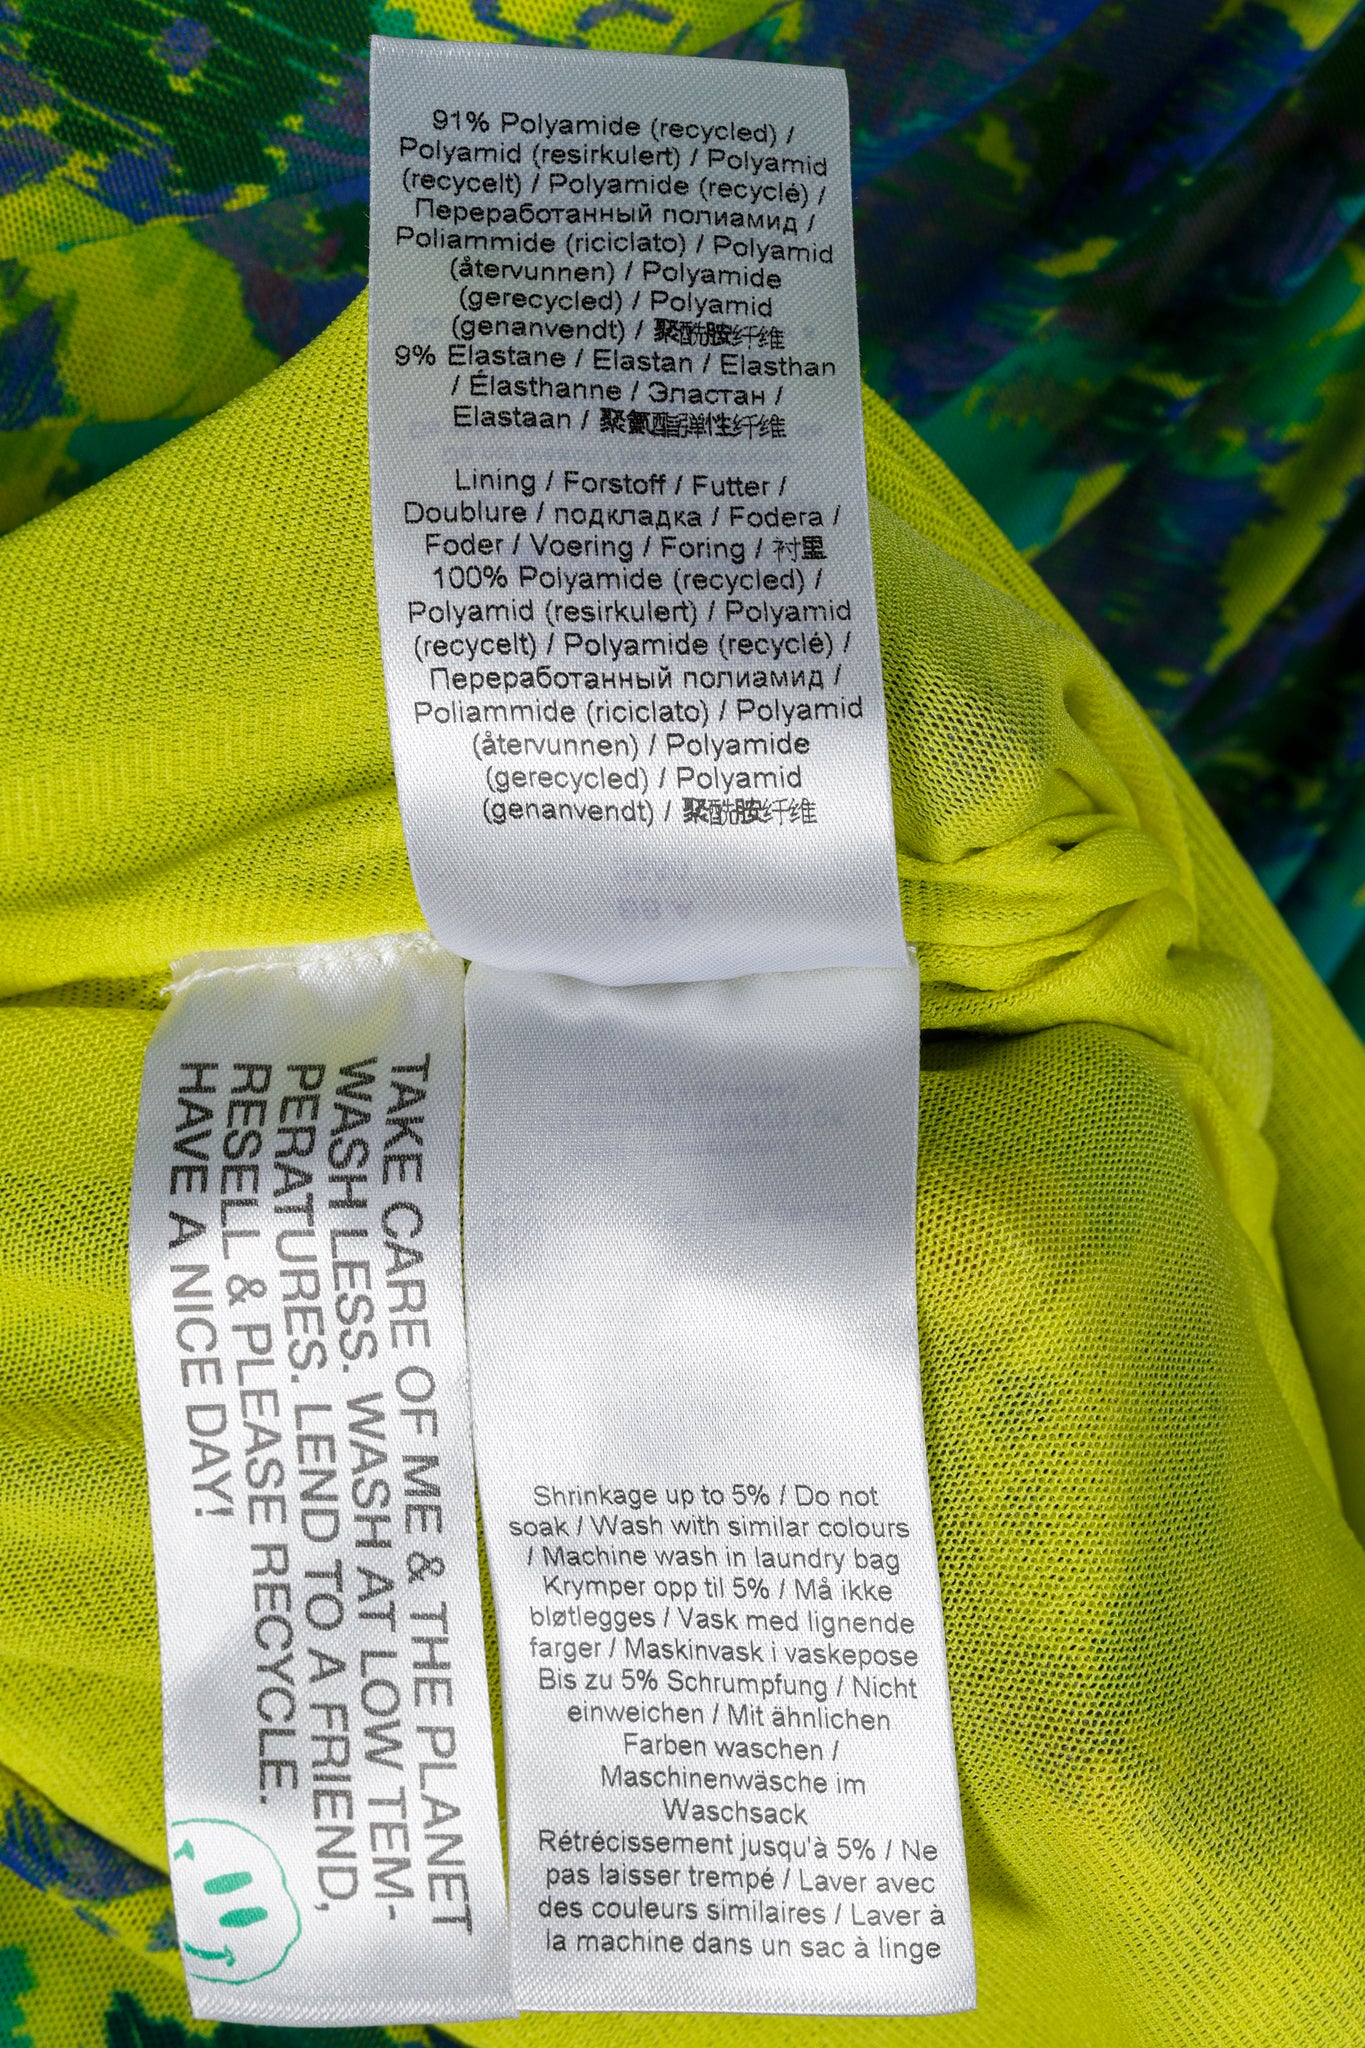 91% Polyamide (recycled) /
Polyamid (resirkulert) / Polyamid
(recycelt) / Polyamide (recyclé) /
Переработанный полиамид /
Poliammide (riciclato) / Polyamid
(återvunnen) / Polyamide
(gerecycled) / Polyamid
(genanvendt) / 聚酰胺纤维
9% Elastane / Elastan / Elasthan
/ Élasthanne / Эластан /
Elastaan / 聚氨酯弹性纤维
Lining / Forstoff / Futter /
Doublure / подкладка / Fodera /
Foder / Voering / Foring / 衬里
100% Polyamide (recycled) /
Polyamid (resirkulert) / Polyamid
(recycelt) / Polyamide (recyclé) /
Переработанный полиамид /
Poliammide (riciclato) / Polyamid
(återvunnen) / Polyamide
(gerecycled) / Polyamid
(genanvendt) / 聚酰胺纤维
TAKE CARE OF ME & THE PLANET
WASH LESS. WASH AT LOW TEM-
PERATURES. LEND TO A FRIEND,
RESELL & PLEASE RECYCLE.
HAVE A NICE DAY!
Shrinkage up to 5% / Do not
soak / Wash with similar colours
/ Machine wash in laundry bag
Krymper opp til 5% / Må ikke
bløtlegges / Vask med lignende
farger / Maskinvask i vaskepose
Bis zu 5% Schrumpfung / Nicht
einweichen / Mit ähnlichen
Farben waschen /
Maschinenwäsche im
Waschsack
Rétrécissement jusqu'à 5% / Ne
pas laisser trempé / Laver avec
des couleurs similaires / Laver à
la machine dans un sac à linge